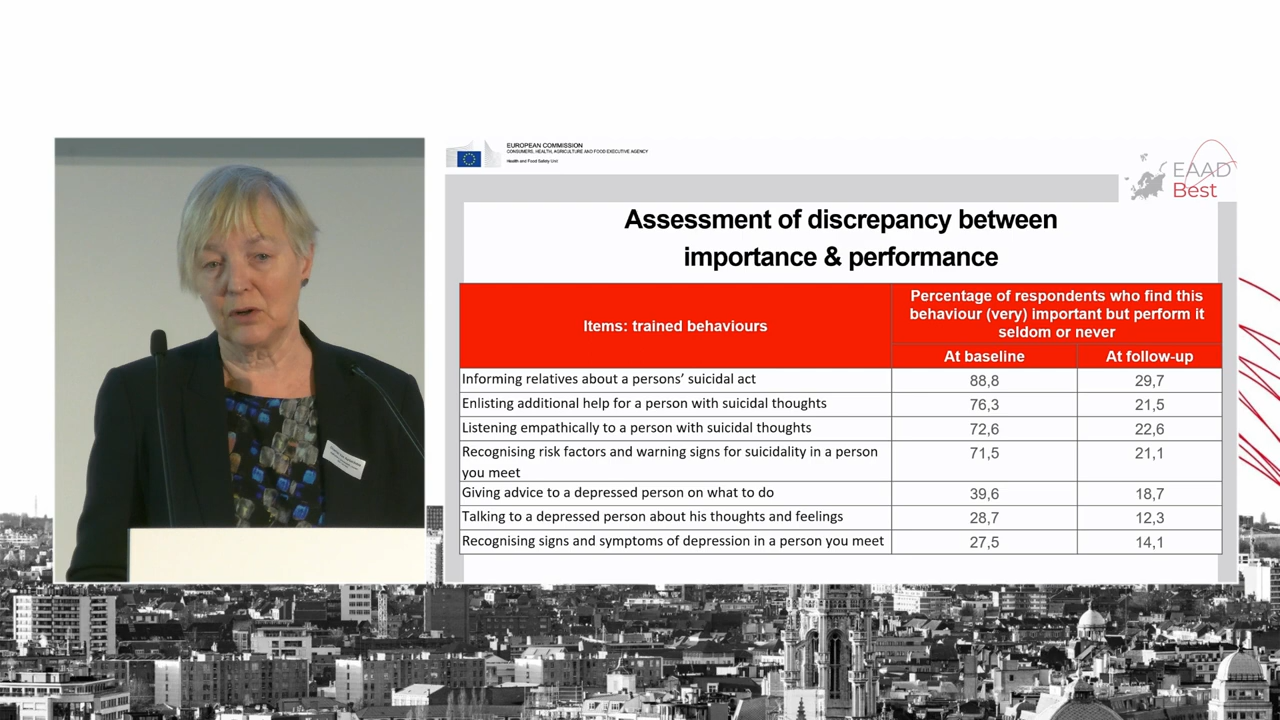 EUROPEAN COMMISSION
CONSUMERS, HEALTH, AGRICULTURE AND FOOD EXECUTIVE AGENCY
Health and Food Safety Unit
EAAD
Best
Assessment of discrepancy between
importance & performance
Items: trained behaviours
Percentage of respondents who find this
behaviour (very) important but perform it
seldom or never
At baseline At follow-up
Informing relatives about a persons’ suicidal act 88,8 29,7
Enlisting additional help for a person with suicidal thoughts 76,3 21,5
Listening empathically to a person with suicidal thoughts 72,6 22,6
Recognising risk factors and warning signs for suicidality in a person
you meet 71,5 21,1
Giving advice to a depressed person on what to do 39,6 18,7
Talking to a depressed person about his thoughts and feelings 28,7 12,3
Recognising signs and symptoms of depression in a person you meet 27,5 14,1